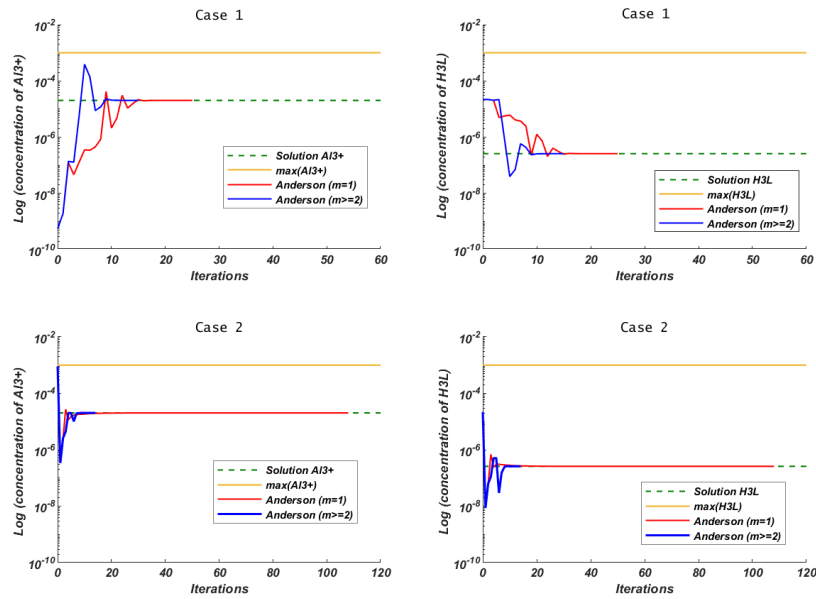 Case 1
Log (concentration of Al3+)
10^-2
10^-4
10^-6
10^-8
10^-10
0 10 20 30 40 50 60
Iterations
Solution Al3+
max(Al3+)
Anderson (m=1)
Anderson (m>=2)
Case 1
Log (concentration of H3L)
10^-2
10^-4
10^-6
10^-8
10^-10
0 10 20 30 40 50 60
Iterations
Solution H3L
max(H3L)
Anderson (m=1)
Anderson (m>=2)
Case 2
Log (concentration of Al3+)
10^-2
10^-4
10^-6
10^-8
10^-10
0 20 40 60 80 100 120
Iterations
Solution Al3+
max(Al3+)
Anderson (m=1)
Anderson (m>=2)
Case 2
Log (concentration of H3L)
10^-2
10^-4
10^-6
10^-8
10^-10
0 20 40 60 80 100 120
Iterations
Solution H3L
max(H3L)
Anderson (m=1)
Anderson (m>=2)